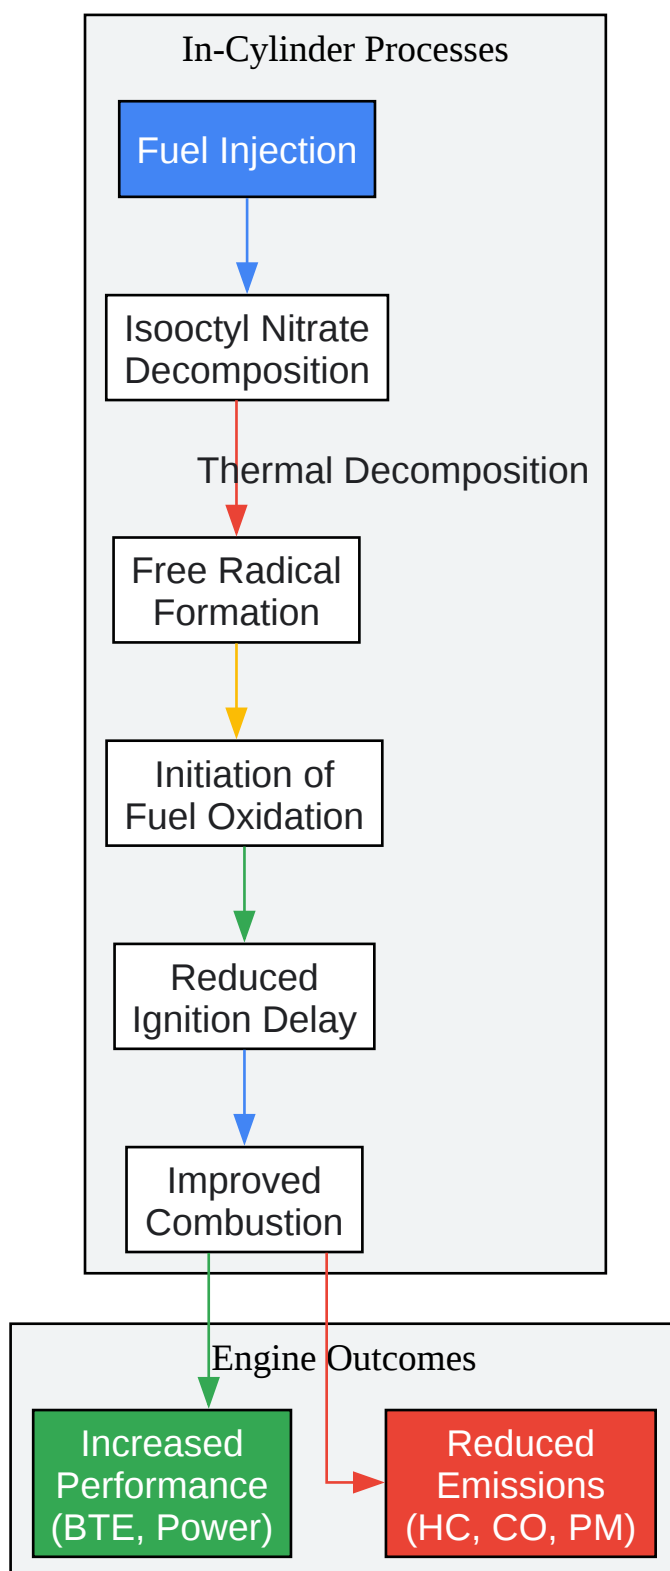 In-Cylinder Processes
Fuel Injection
Isooctyl Nitrate
Decomposition
Thermal Decomposition
Free Radical
Formation
Initiation of
Fuel Oxidation
Reduced
Ignition Delay
Improved
Combustion
Engine Outcomes
Increased
Performance
(BTE, Power)
Reduced
Emissions
(HC, CO, PM)